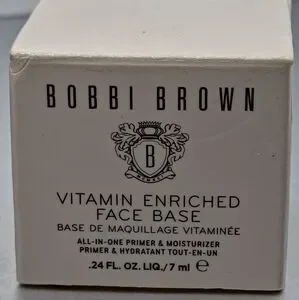 BOBBI BROWN
B
VITAMIN ENRICHED
FACE BASE
BASE DE MAQUILLAGE VITAMINÉE
ALL-IN-ONE PRIMER & MOISTURIZER
PRIMER & HYDRATANT TOUT-EN-UN
.24 FL. OZ. LIQ./7 ml ℮